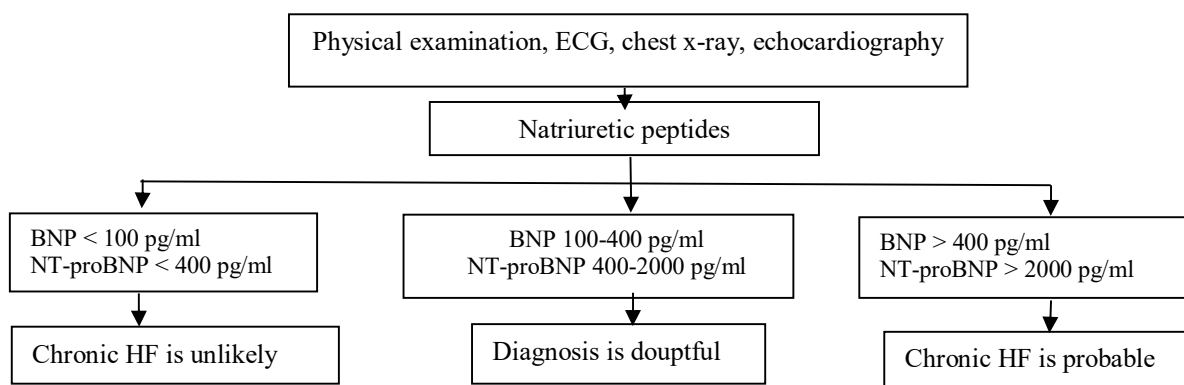 Physical examination, ECG, chest x-ray, echocardiography
Natriuretic peptides
BNP < 100 pg/ml
NT-proBNP < 400 pg/ml
BNP 100-400 pg/ml
NT-proBNP 400-2000 pg/ml
BNP > 400 pg/ml
NT-proBNP > 2000 pg/ml
Chronic HF is unlikely
Diagnosis is douptful
Chronic HF is probable